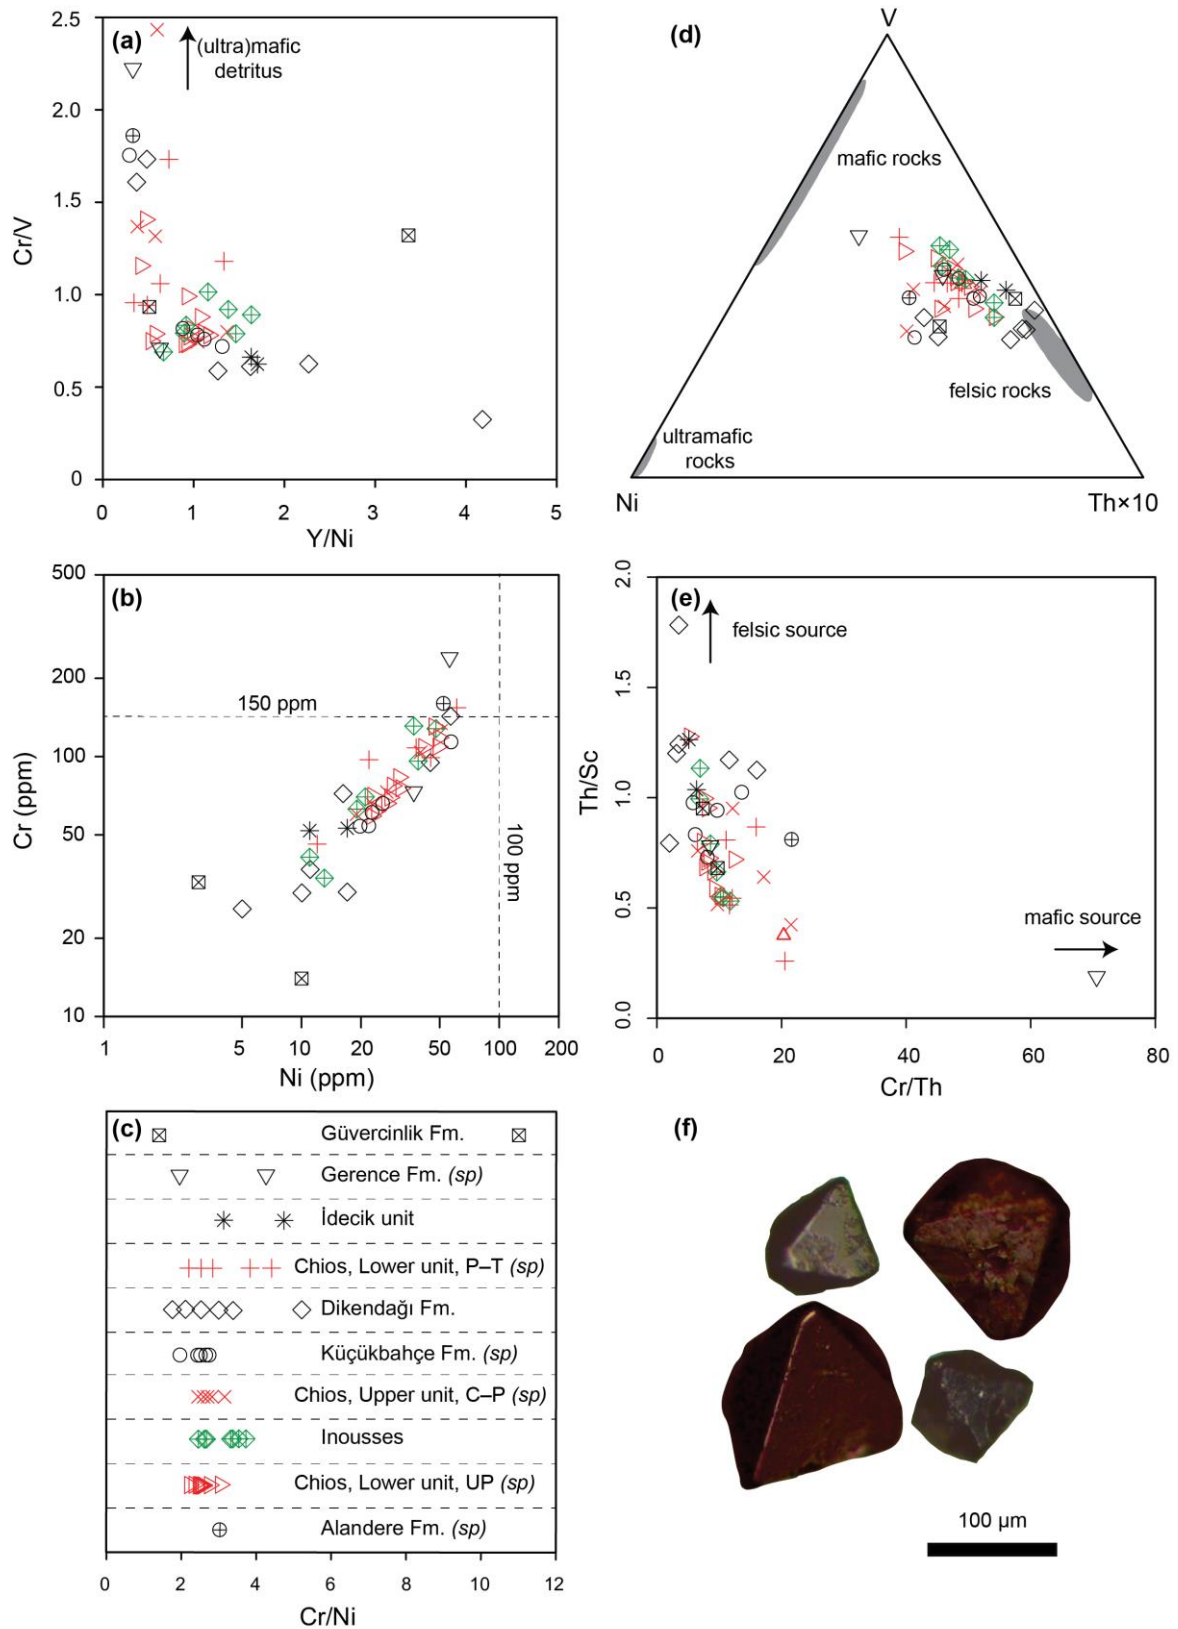 (a)
(ultra)mafic
detritus
2.5
2.0
1.5
1.0
0.5
0
Cr/V
0 1 2 3 4 5
Y/Ni
(d)
V
mafic rocks
felsic rocks
ultramafic
rocks
Ni
Th×10
(b)
500
200
100
50
20
10
Cr (ppm)
150 ppm
100 ppm
1 5 10 20 50 100 200
Ni (ppm)
(e)
2.0
1.5
1.0
0.5
0.0
Th/Sc
felsic source
mafic source
0 20 40 60 80
Cr/Th
(c)
Güvercinlik Fm.
Gerence Fm. (sp)
İdecik unit
Chios, Lower unit, P–T (sp)
Dikendağı Fm.
Küçükbahçe Fm. (sp)
Chios, Upper unit, C–P (sp)
Inousses
Chios, Lower unit, UP (sp)
Alandere Fm. (sp)
0 2 4 6 8 10 12
Cr/Ni
(f)
100 µm